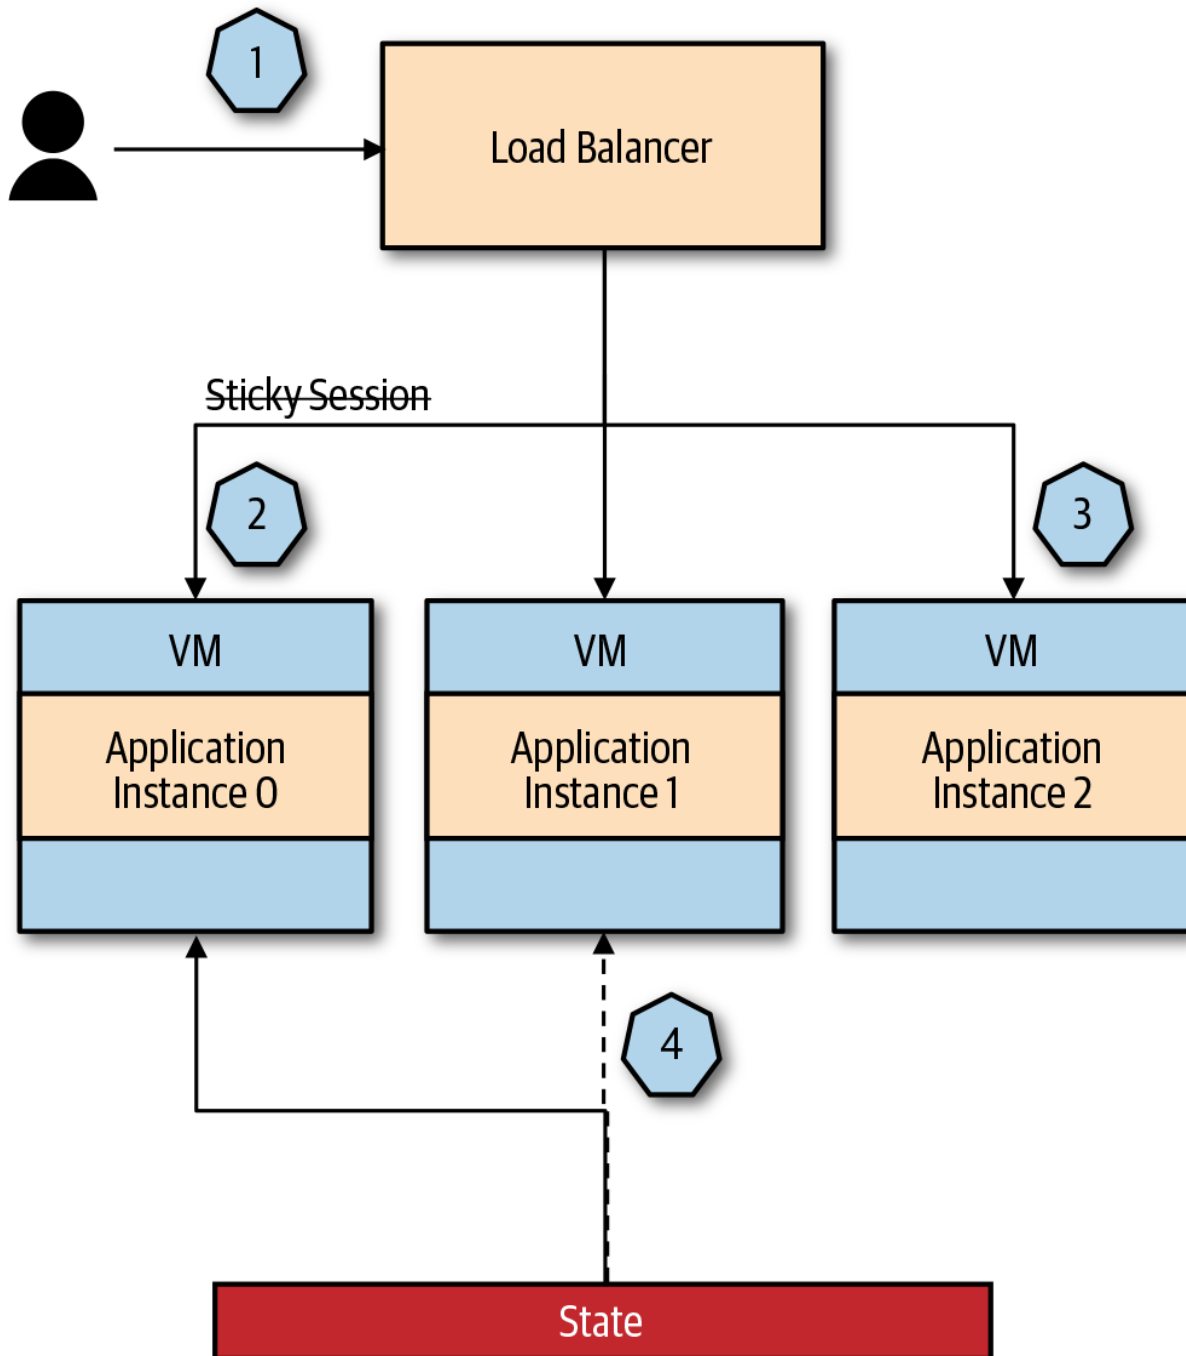 1
Load Balancer
Sticky Session
2
3
VM
VM
VM
Application
Instance 0
Application
Instance 1
Application
Instance 2
4
State